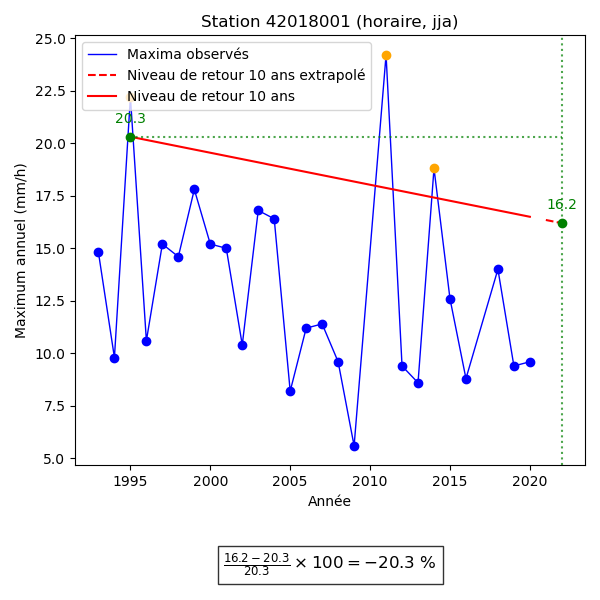 Station 42018001 (horaire, jja)
Maxima observés
Niveau de retour 10 ans extrapolé
Niveau de retour 10 ans
20.3
16.2
25.0
22.5
20.0
17.5
15.0
12.5
10.0
7.5
5.0
Maximum annuel (mm/h)
1995 2000 2005 2010 2015 2020
Année
16.2 − 20.3
20.3
× 100 = −20.3 %